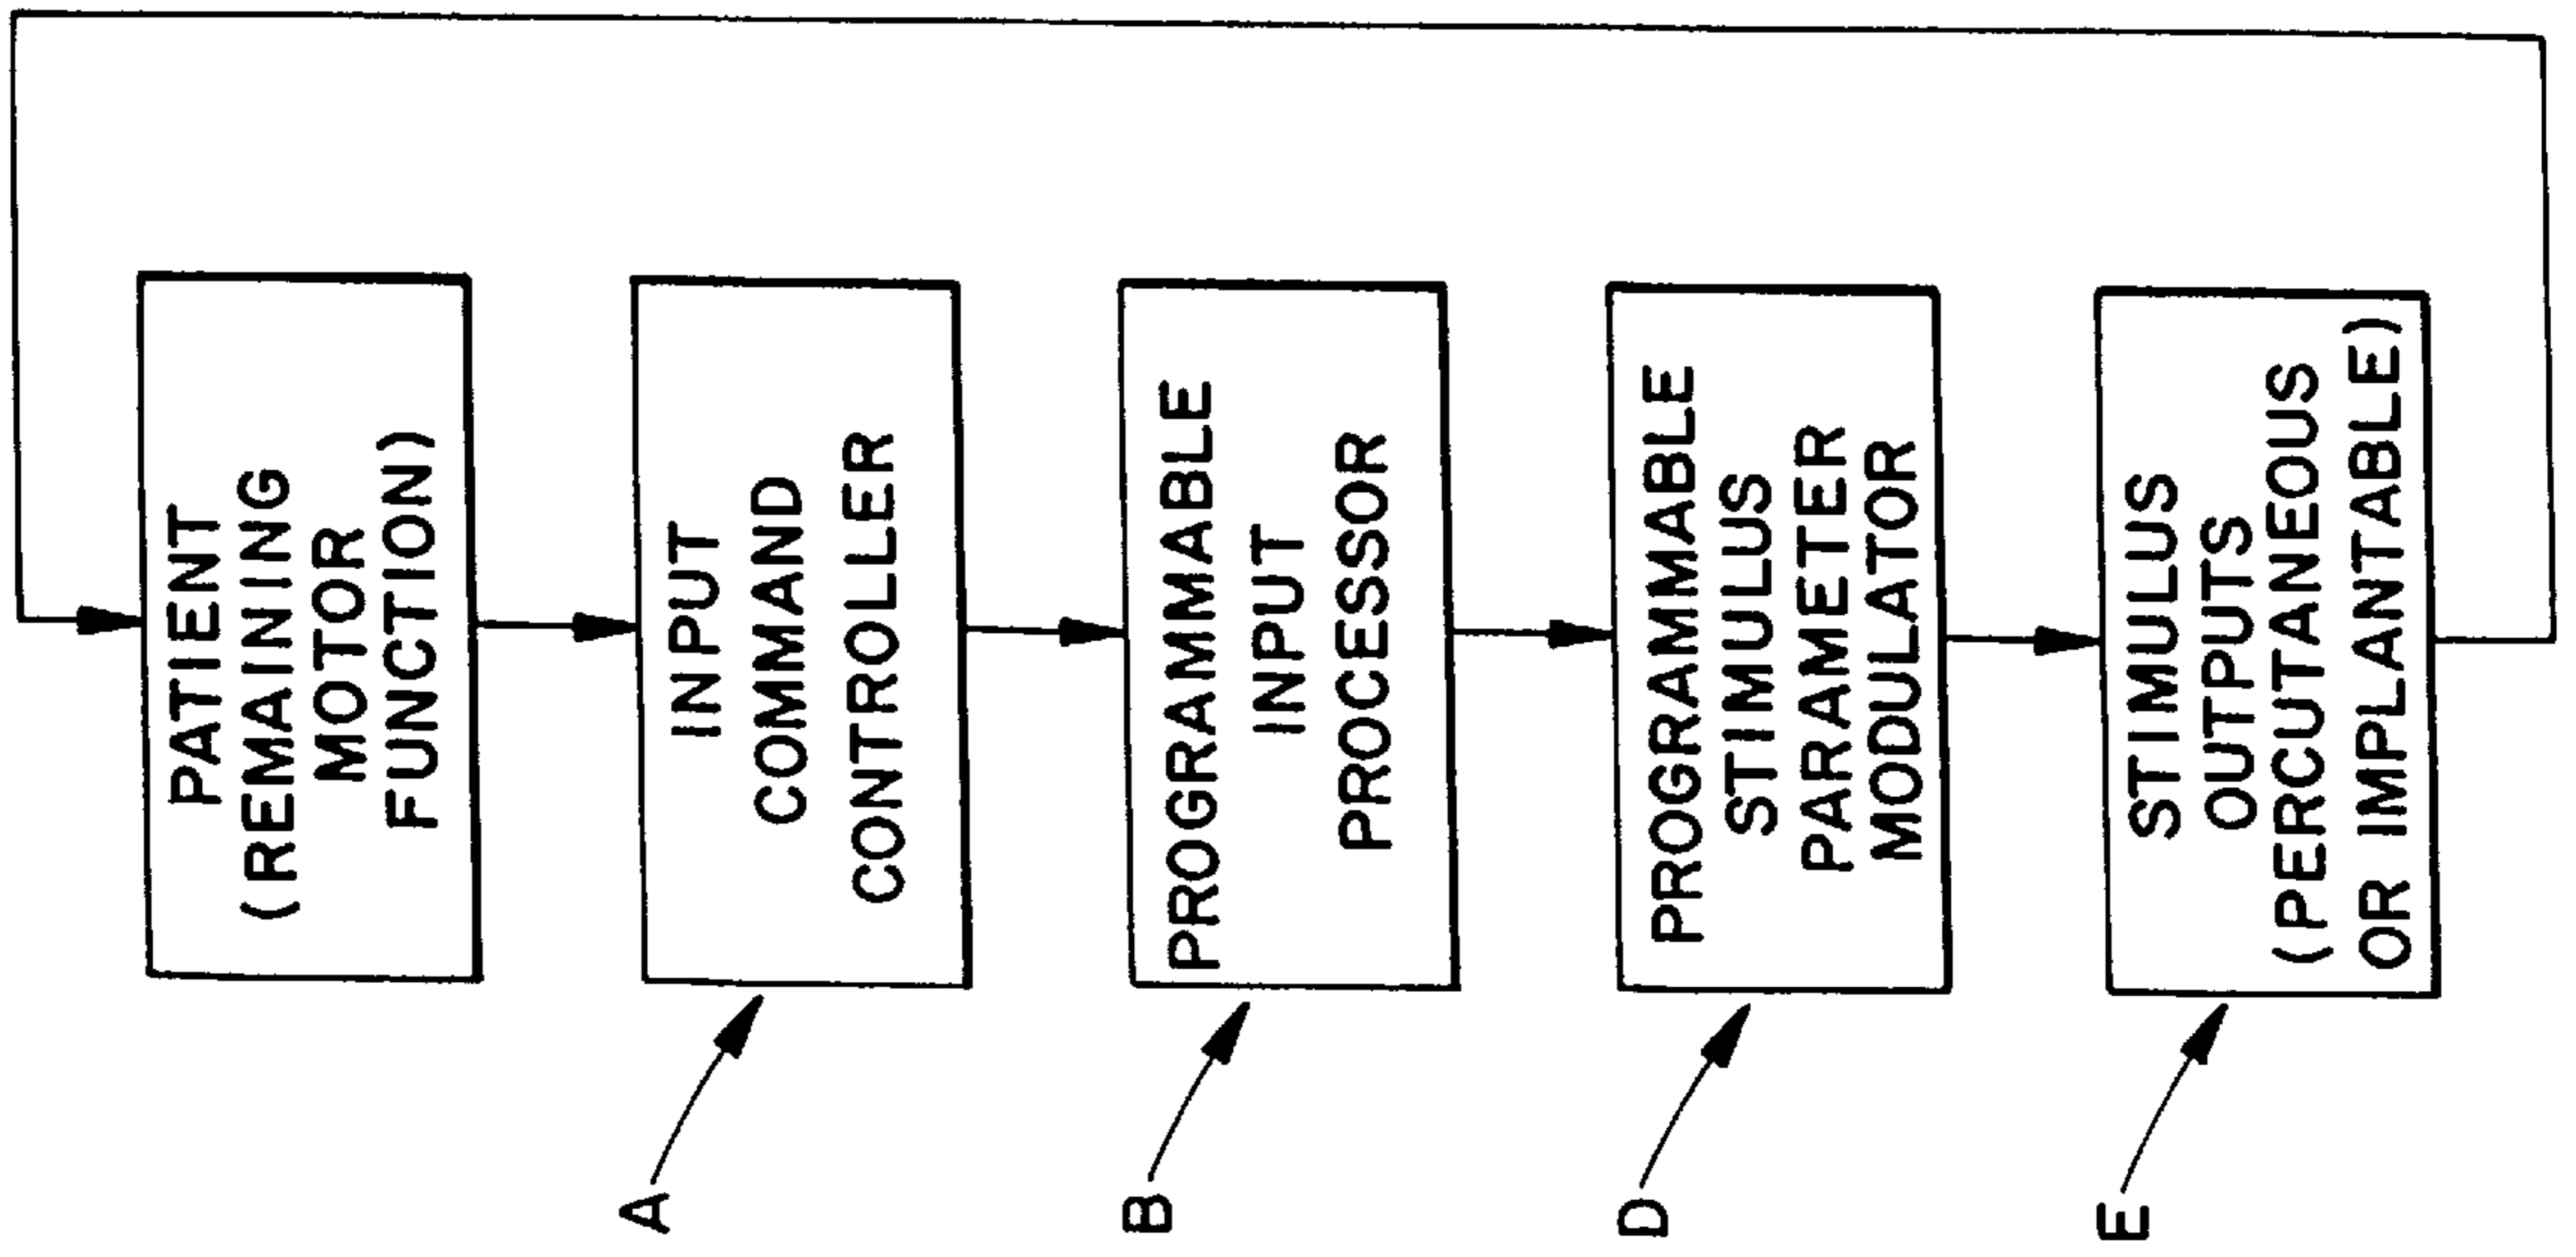 PATIENT
(REMAINING
MOTOR
FUNCTION)
INPUT
COMMAND
CONTROLLER
A
PROGRAMMABLE
INPUT
PROCESSOR
B
PROGRAMMABLE
STIMULUS
PARAMETER
MODULATOR
D
STIMULUS
OUTPUTS
(PERCUTANEOUS
OR IMPLANTABLE)
E